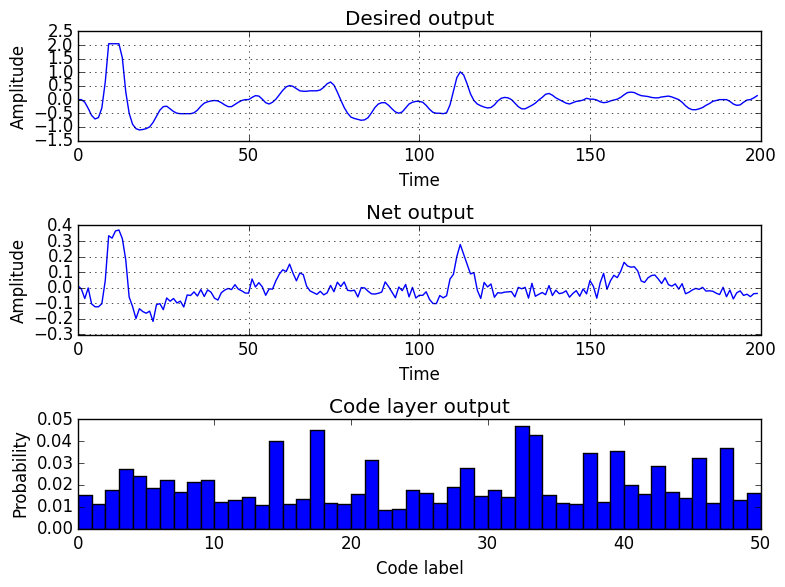 Desired output
2.5
2.0
1.5
1.0
0.5
0.0
−0.5
−1.0
−1.5
Amplitude
0 50 100 150 200
Time
Net output
0.4
0.3
0.2
0.1
0.0
−0.1
−0.2
−0.3
Amplitude
0 50 100 150 200
Time
Code layer output
0.05
0.04
0.03
0.02
0.01
0.00
Probability
0 10 20 30 40 50
Code label